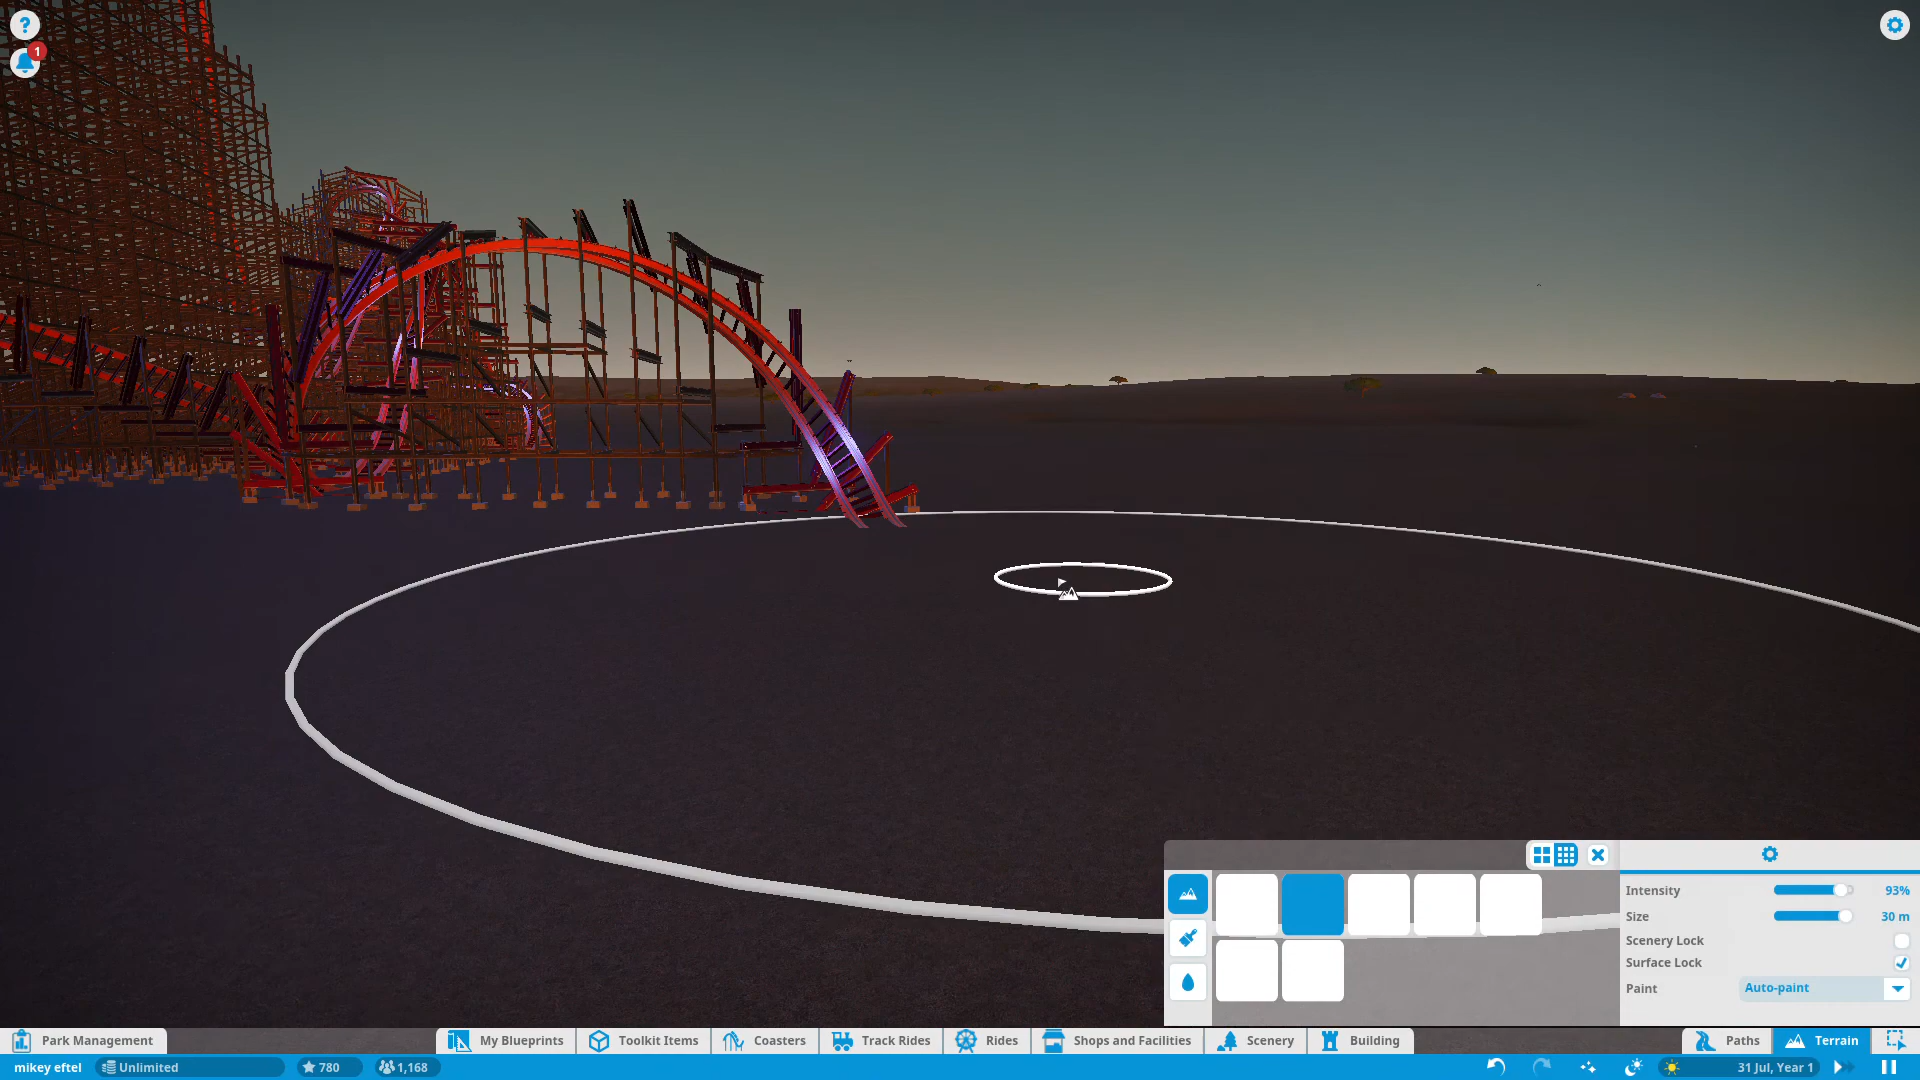 ?
1
Intensity 93%
Size 30 m
Scenery Lock
Surface Lock
Paint Auto-paint
Park Management
My Blueprints
Toolkit Items
Coasters
Track Rides
Rides
Shops and Facilities
Scenery
Building
Paths
Terrain
mikey eftel
Unlimited
780
1,168
31 Jul, Year 1